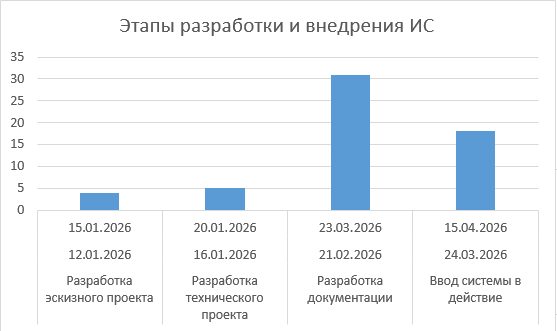 Этапы разработки и внедрения ИС
35
30
25
20
15
10
5
0
15.01.2026 20.01.2026 23.03.2026 15.04.2026
12.01.2026 16.01.2026 21.02.2026 24.03.2026
Разработка Разработка Разработка Ввод системы в
эскизного проекта технического документации действие
проекта